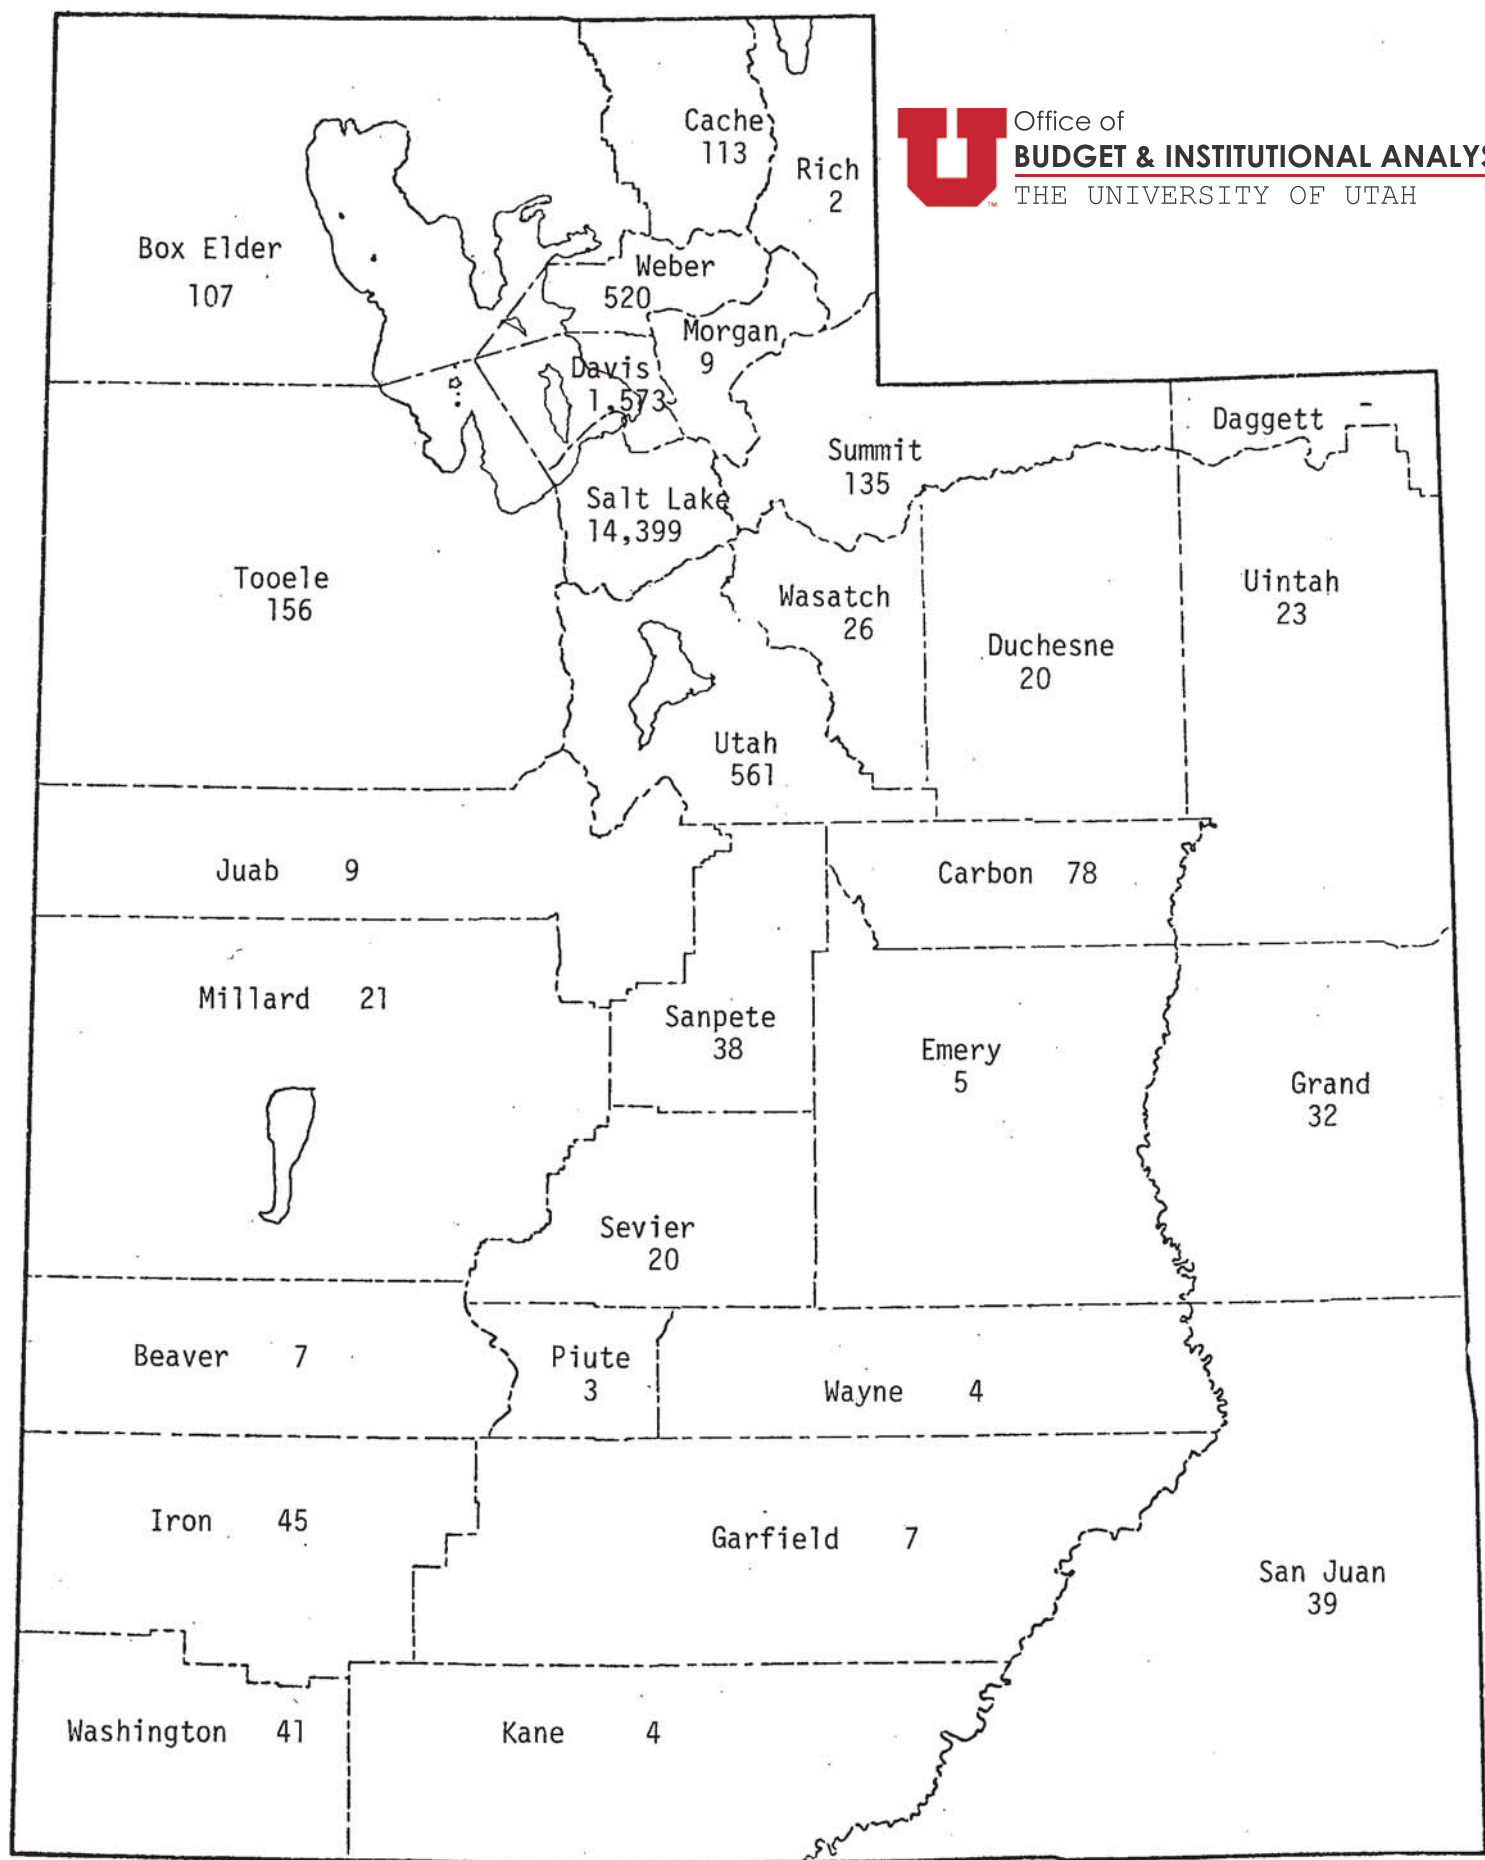 Cache
113
Rich
2
Office of
BUDGET & INSTITUTIONAL ANALYS
THE UNIVERSITY OF UTAH
TM
Box Elder
107
Weber
520
Morgan
9
Davis
1,573
Daggett -
Summit
135
Salt Lake
14,399
Tooele
156
Wasatch
26
Uintah
23
Duchesne
20
Utah
561
Juab 9
Carbon 78
Millard 21
Sanpete
38
Emery
5
Grand
32
Sevier
20
Beaver 7
Piute
3
Wayne 4
Iron 45
Garfield 7
San Juan
39
Washington 41
Kane 4